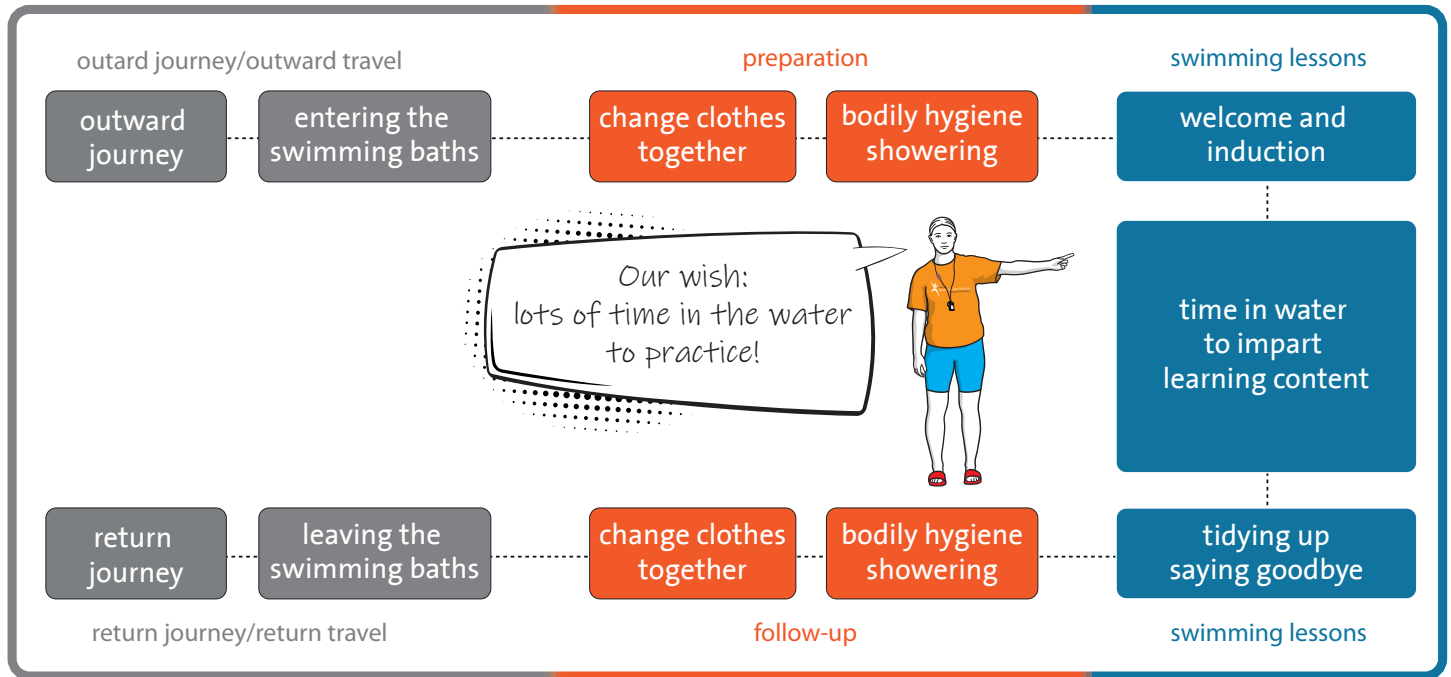 outard journey/outward travel
preparation
swimming lessons
outward
journey
entering the
swimming baths
change clothes
together
bodily hygiene
showering
welcome and
induction
Our wish:
lots of time in the water
to practice!
time in water
to impart
learning content
return
journey
leaving the
swimming baths
change clothes
together
bodily hygiene
showering
tidying up
saying goodbye
return journey/return travel
follow-up
swimming lessons